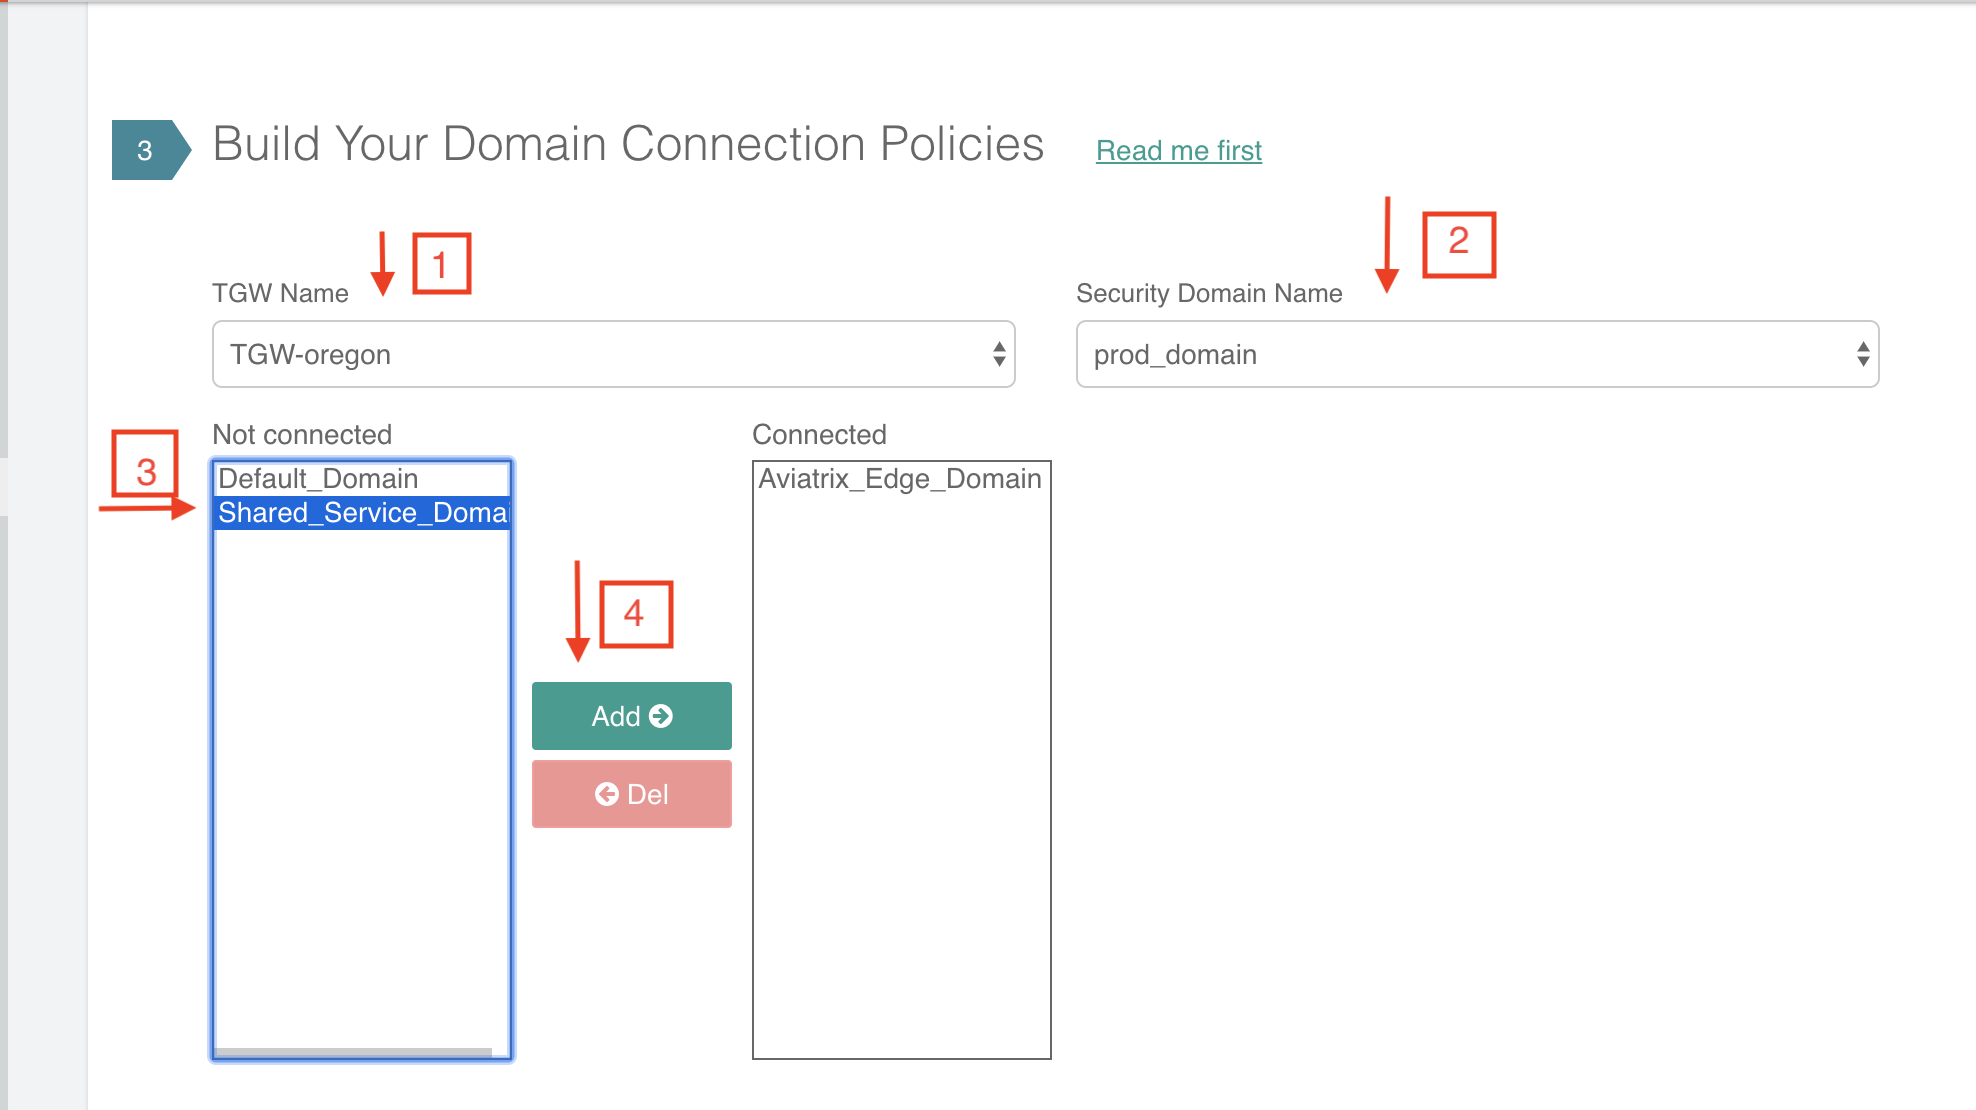 3 Build Your Domain Connection Policies Read me first
1 2
TGW Name Security Domain Name
TGW-oregon prod_domain
Not connected Connected
3
Default_Domain Aviatrix_Edge_Domain
Shared_Service_Domai
4
Add
Del